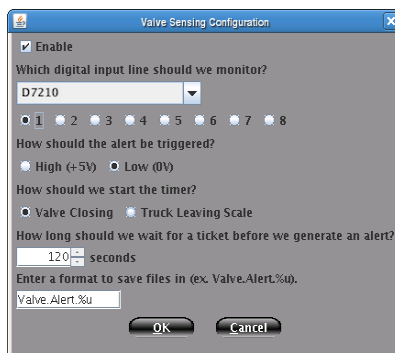 Valve Sensing Configuration
Enable
Which digital input line should we monitor?
D7210
1 2 3 4 5 6 7 8
How should the alert be triggered?
High (+5V) Low (0V)
How should we start the timer?
Valve Closing Truck Leaving Scale
How long should we wait for a ticket before we generate an alert?
120 seconds
Enter a format to save files in (ex. Valve.Alert.%u).
Valve.Alert.%u
OK Cancel